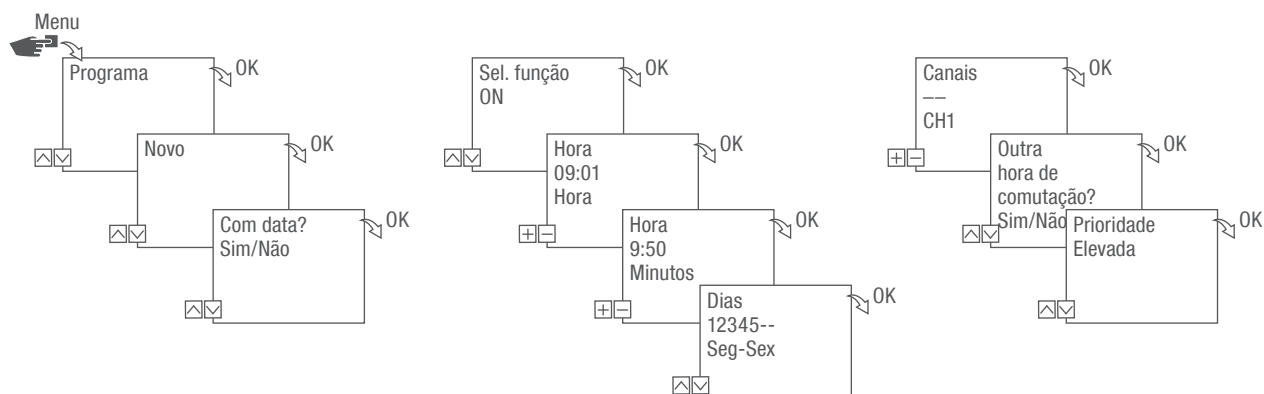 Menu
Programa
OK
Novo
OK
Com data?
Sim/Não
OK
Sel. função
ON
OK
Hora
09:01
Hora
OK
Hora
9:50
Minutos
OK
Dias
12345--
Seg-Sex
OK
Canais
––
CH1
OK
Outra
hora de
comutação?
Sim/Não
OK
Prioridade
Elevada
OK